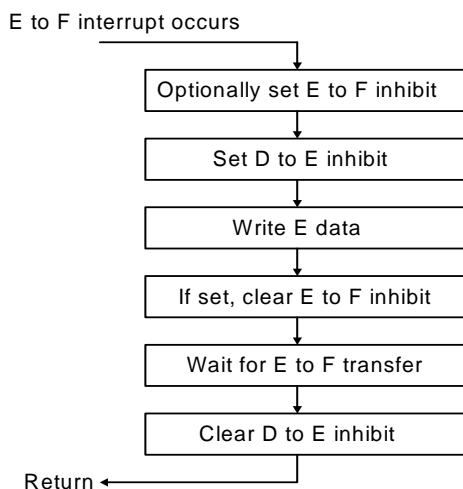 E to F interrupt occurs
Optionally set E to F inhibit
Set D to E inhibit
Write E data
If set, clear E to F inhibit
Wait for E to F transfer
Clear D to E inhibit
Return